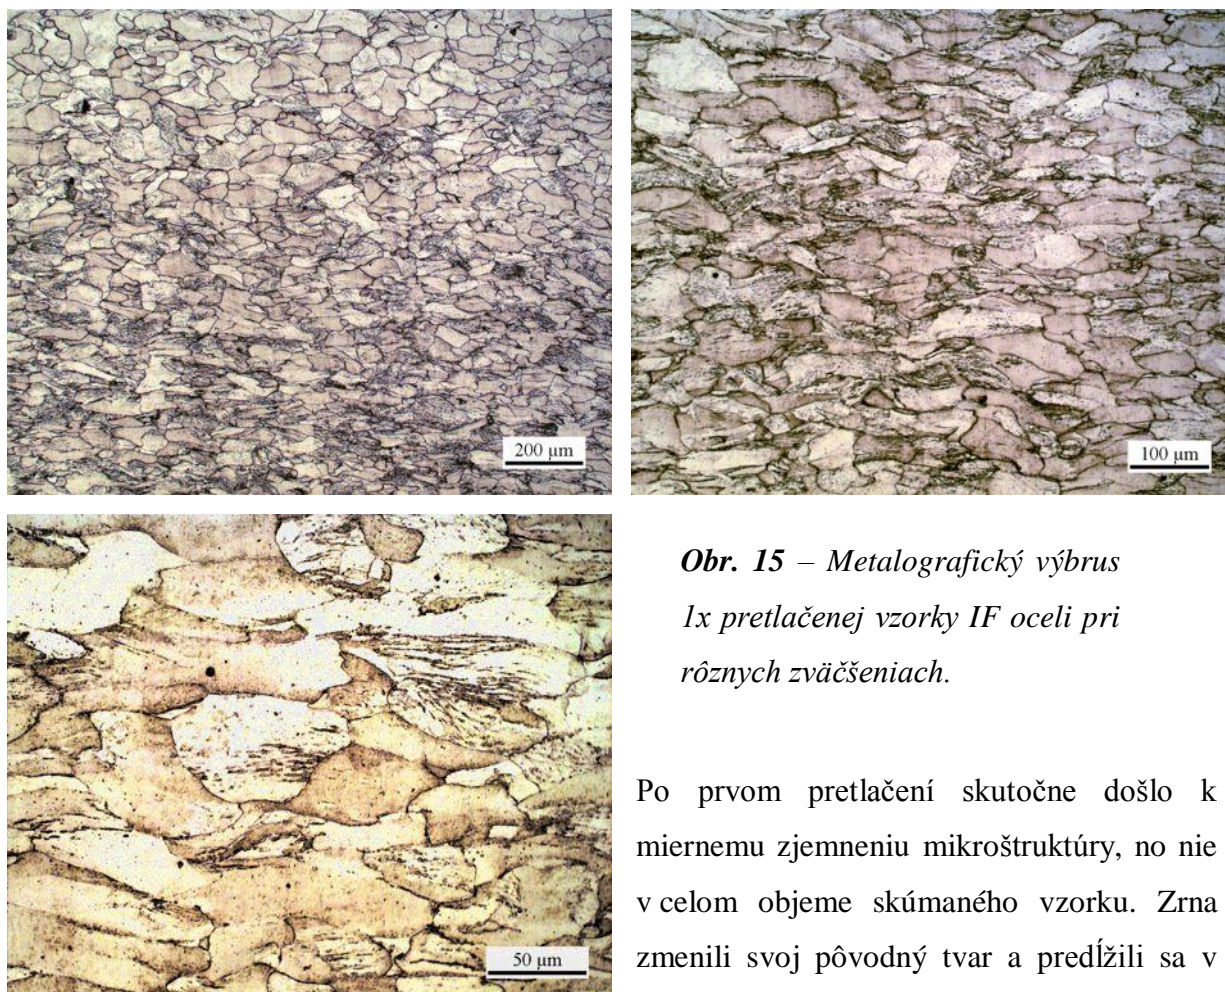 200 µm
100 µm
50 µm
Obr. 15 – Metalografický výbrus
1x pretlačenej vzorky IF oceli pri
rôznych zväčšeniach.
Po prvom pretlačení skutočne došlo k
miernemu zjemneniu mikroštruktúry, no nie
v celom objeme skúmaného vzorku. Zrna
zmenili svoj pôvodný tvar a predĺžili sa v